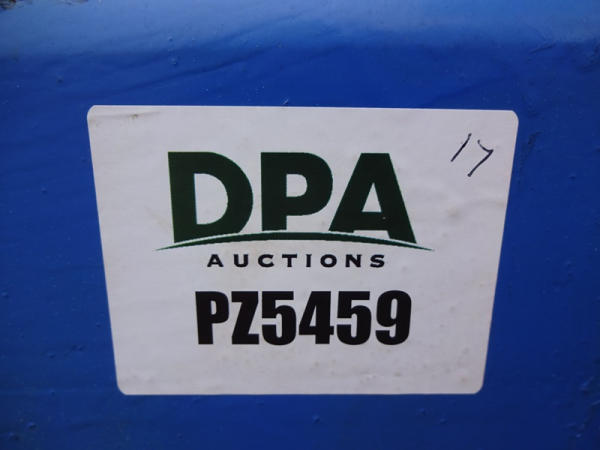 17
DPA
AUCTIONS
PZ5459